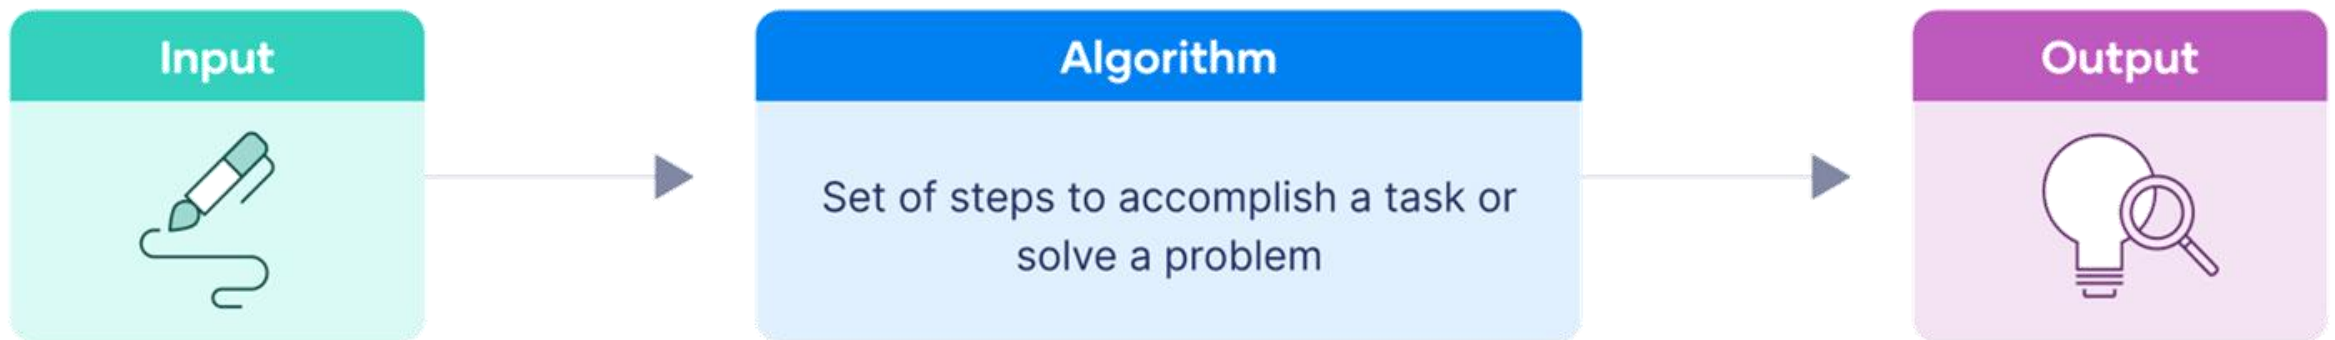 Input
Algorithm
Set of steps to accomplish a task or
solve a problem
Output